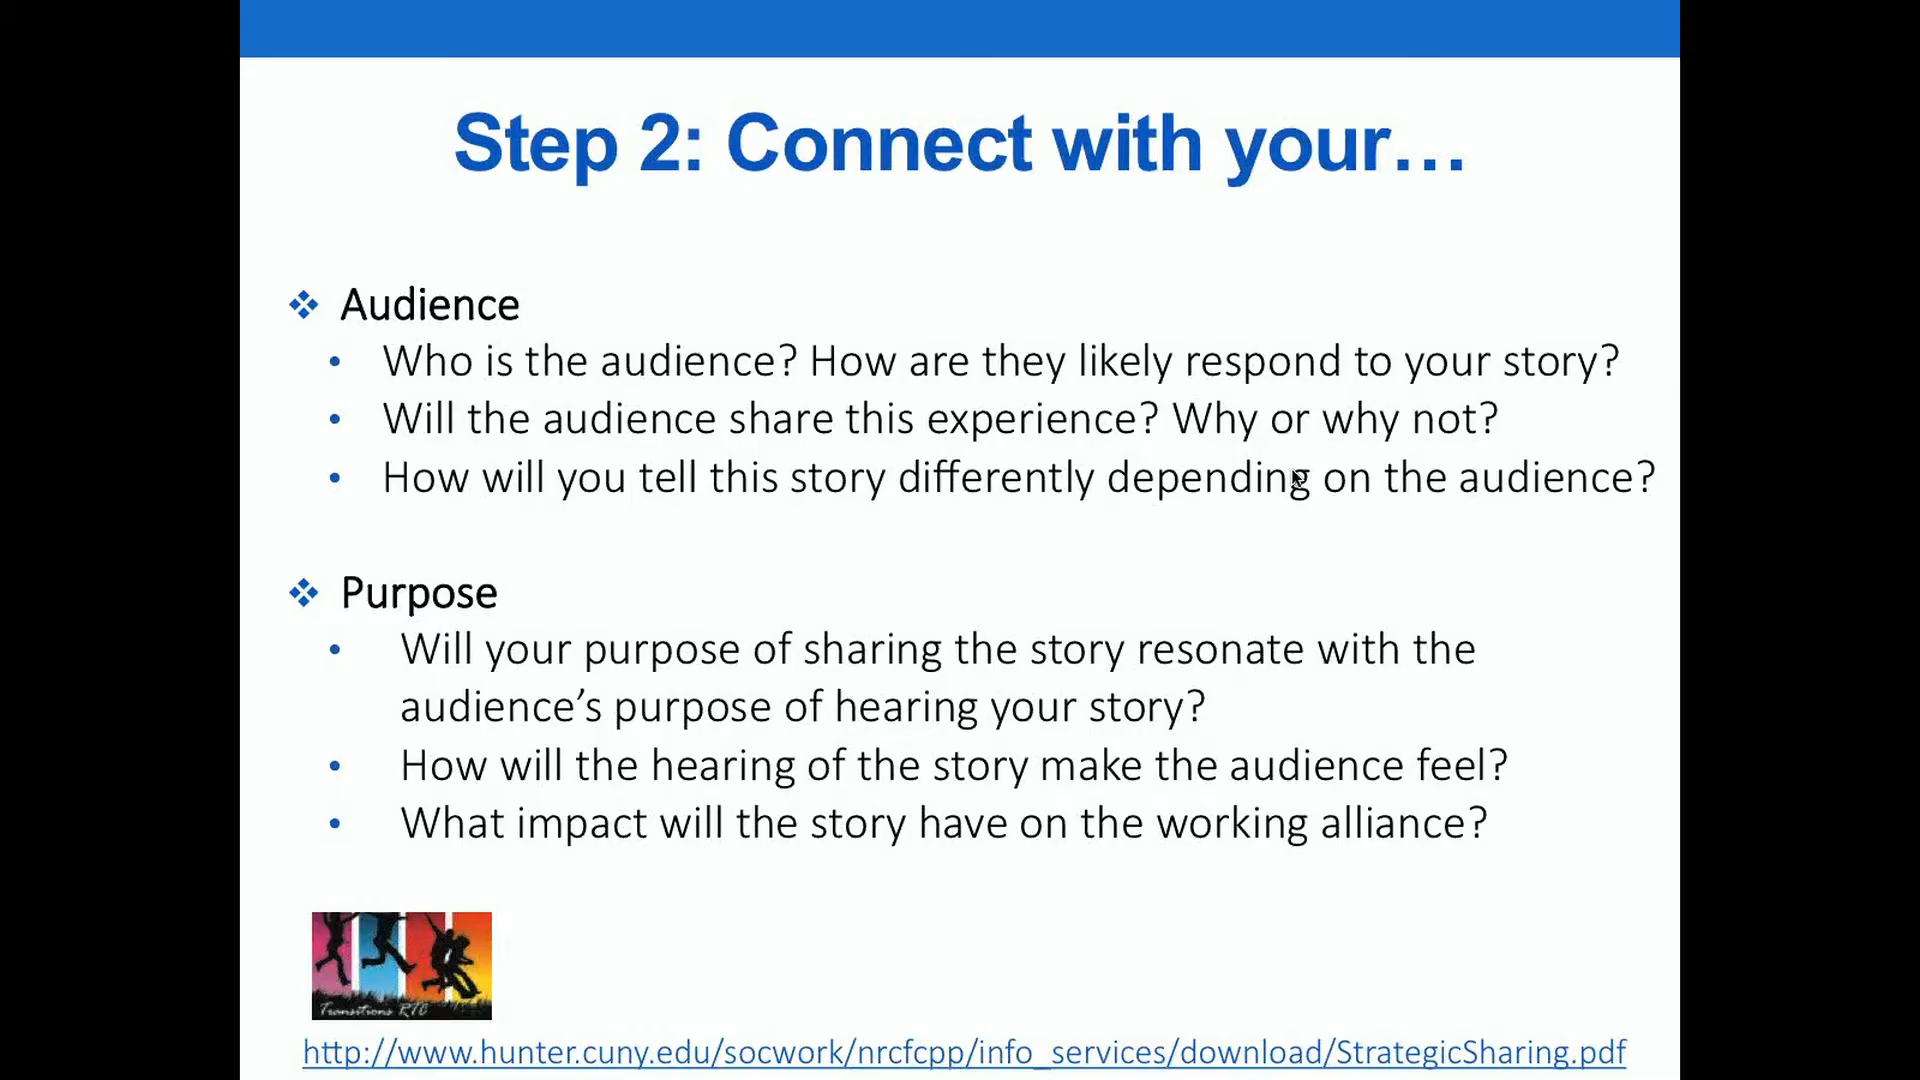 Step 2: Connect with your…
Audience
Who is the audience? How are they likely respond to your story?
Will the audience share this experience? Why or why not?
How will you tell this story differently depending on the audience?
Purpose
Will your purpose of sharing the story resonate with the
audience’s purpose of hearing your story?
How will the hearing of the story make the audience feel?
What impact will the story have on the working alliance?
Transitions RTC
http://www.hunter.cuny.edu/socwork/nrcfcpp/info_services/download/StrategicSharing.pdf